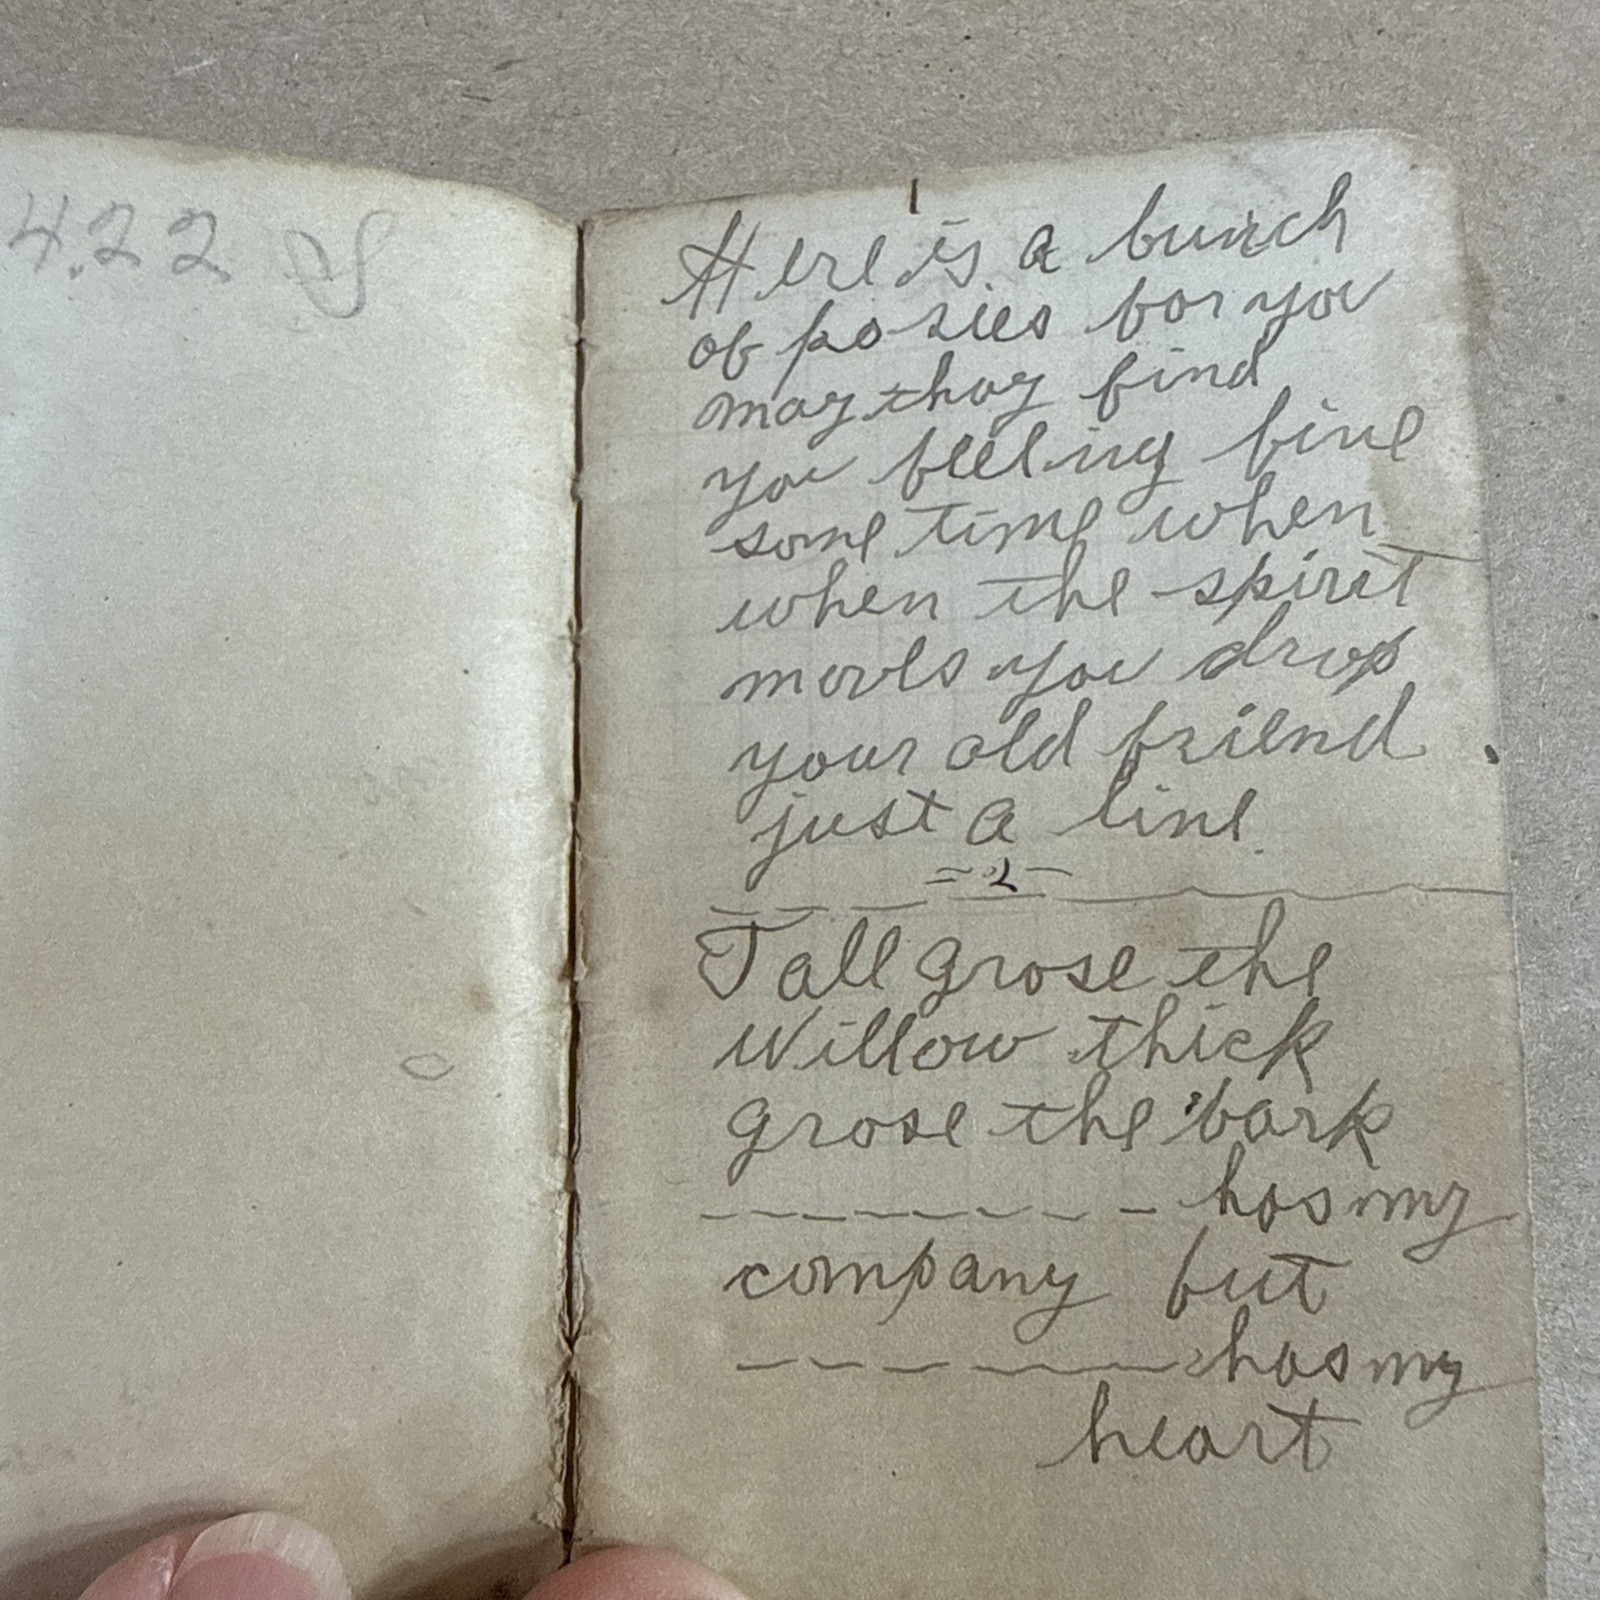 4.22
1
Here is a bunch
of posies for you
may thay find
you feeling fine
some time when
when the spirit
moves you drop
your old friend
just a line
= 2 -
Tall grose the
Willow thick
grose the bark
- - - - - - - - has my
company but
- - - - - - has my
heart